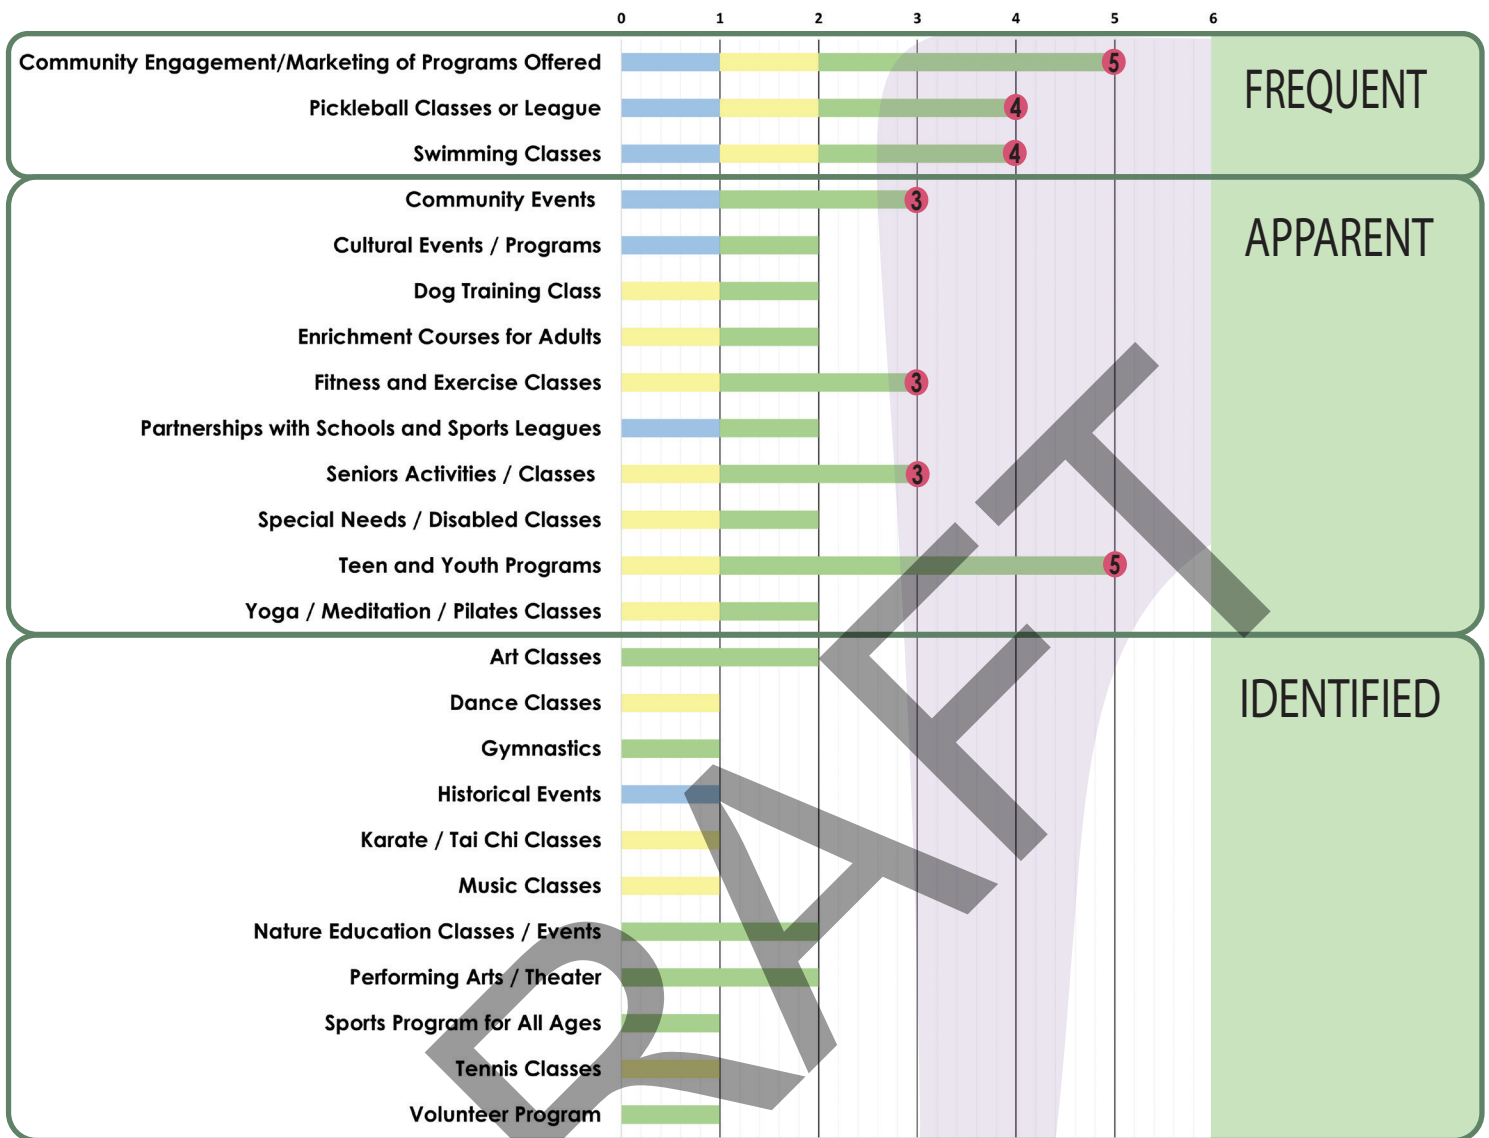 0 1 2 3 4 5 6
Community Engagement/Marketing of Programs Offered 5
FREQUENT
Pickleball Classes or League 4
Swimming Classes 4
Community Events 3
APPARENT
Cultural Events / Programs
Dog Training Class
Enrichment Courses for Adults
Fitness and Exercise Classes 3
Partnerships with Schools and Sports Leagues
Seniors Activities / Classes 3
Special Needs / Disabled Classes
Teen and Youth Programs 5
Yoga / Meditation / Pilates Classes
Art Classes
IDENTIFIED
Dance Classes
Gymnastics
Historical Events
Karate / Tai Chi Classes
Music Classes
Nature Education Classes / Events
Performing Arts / Theater
Sports Program for All Ages
Tennis Classes
Volunteer Program
RAFT